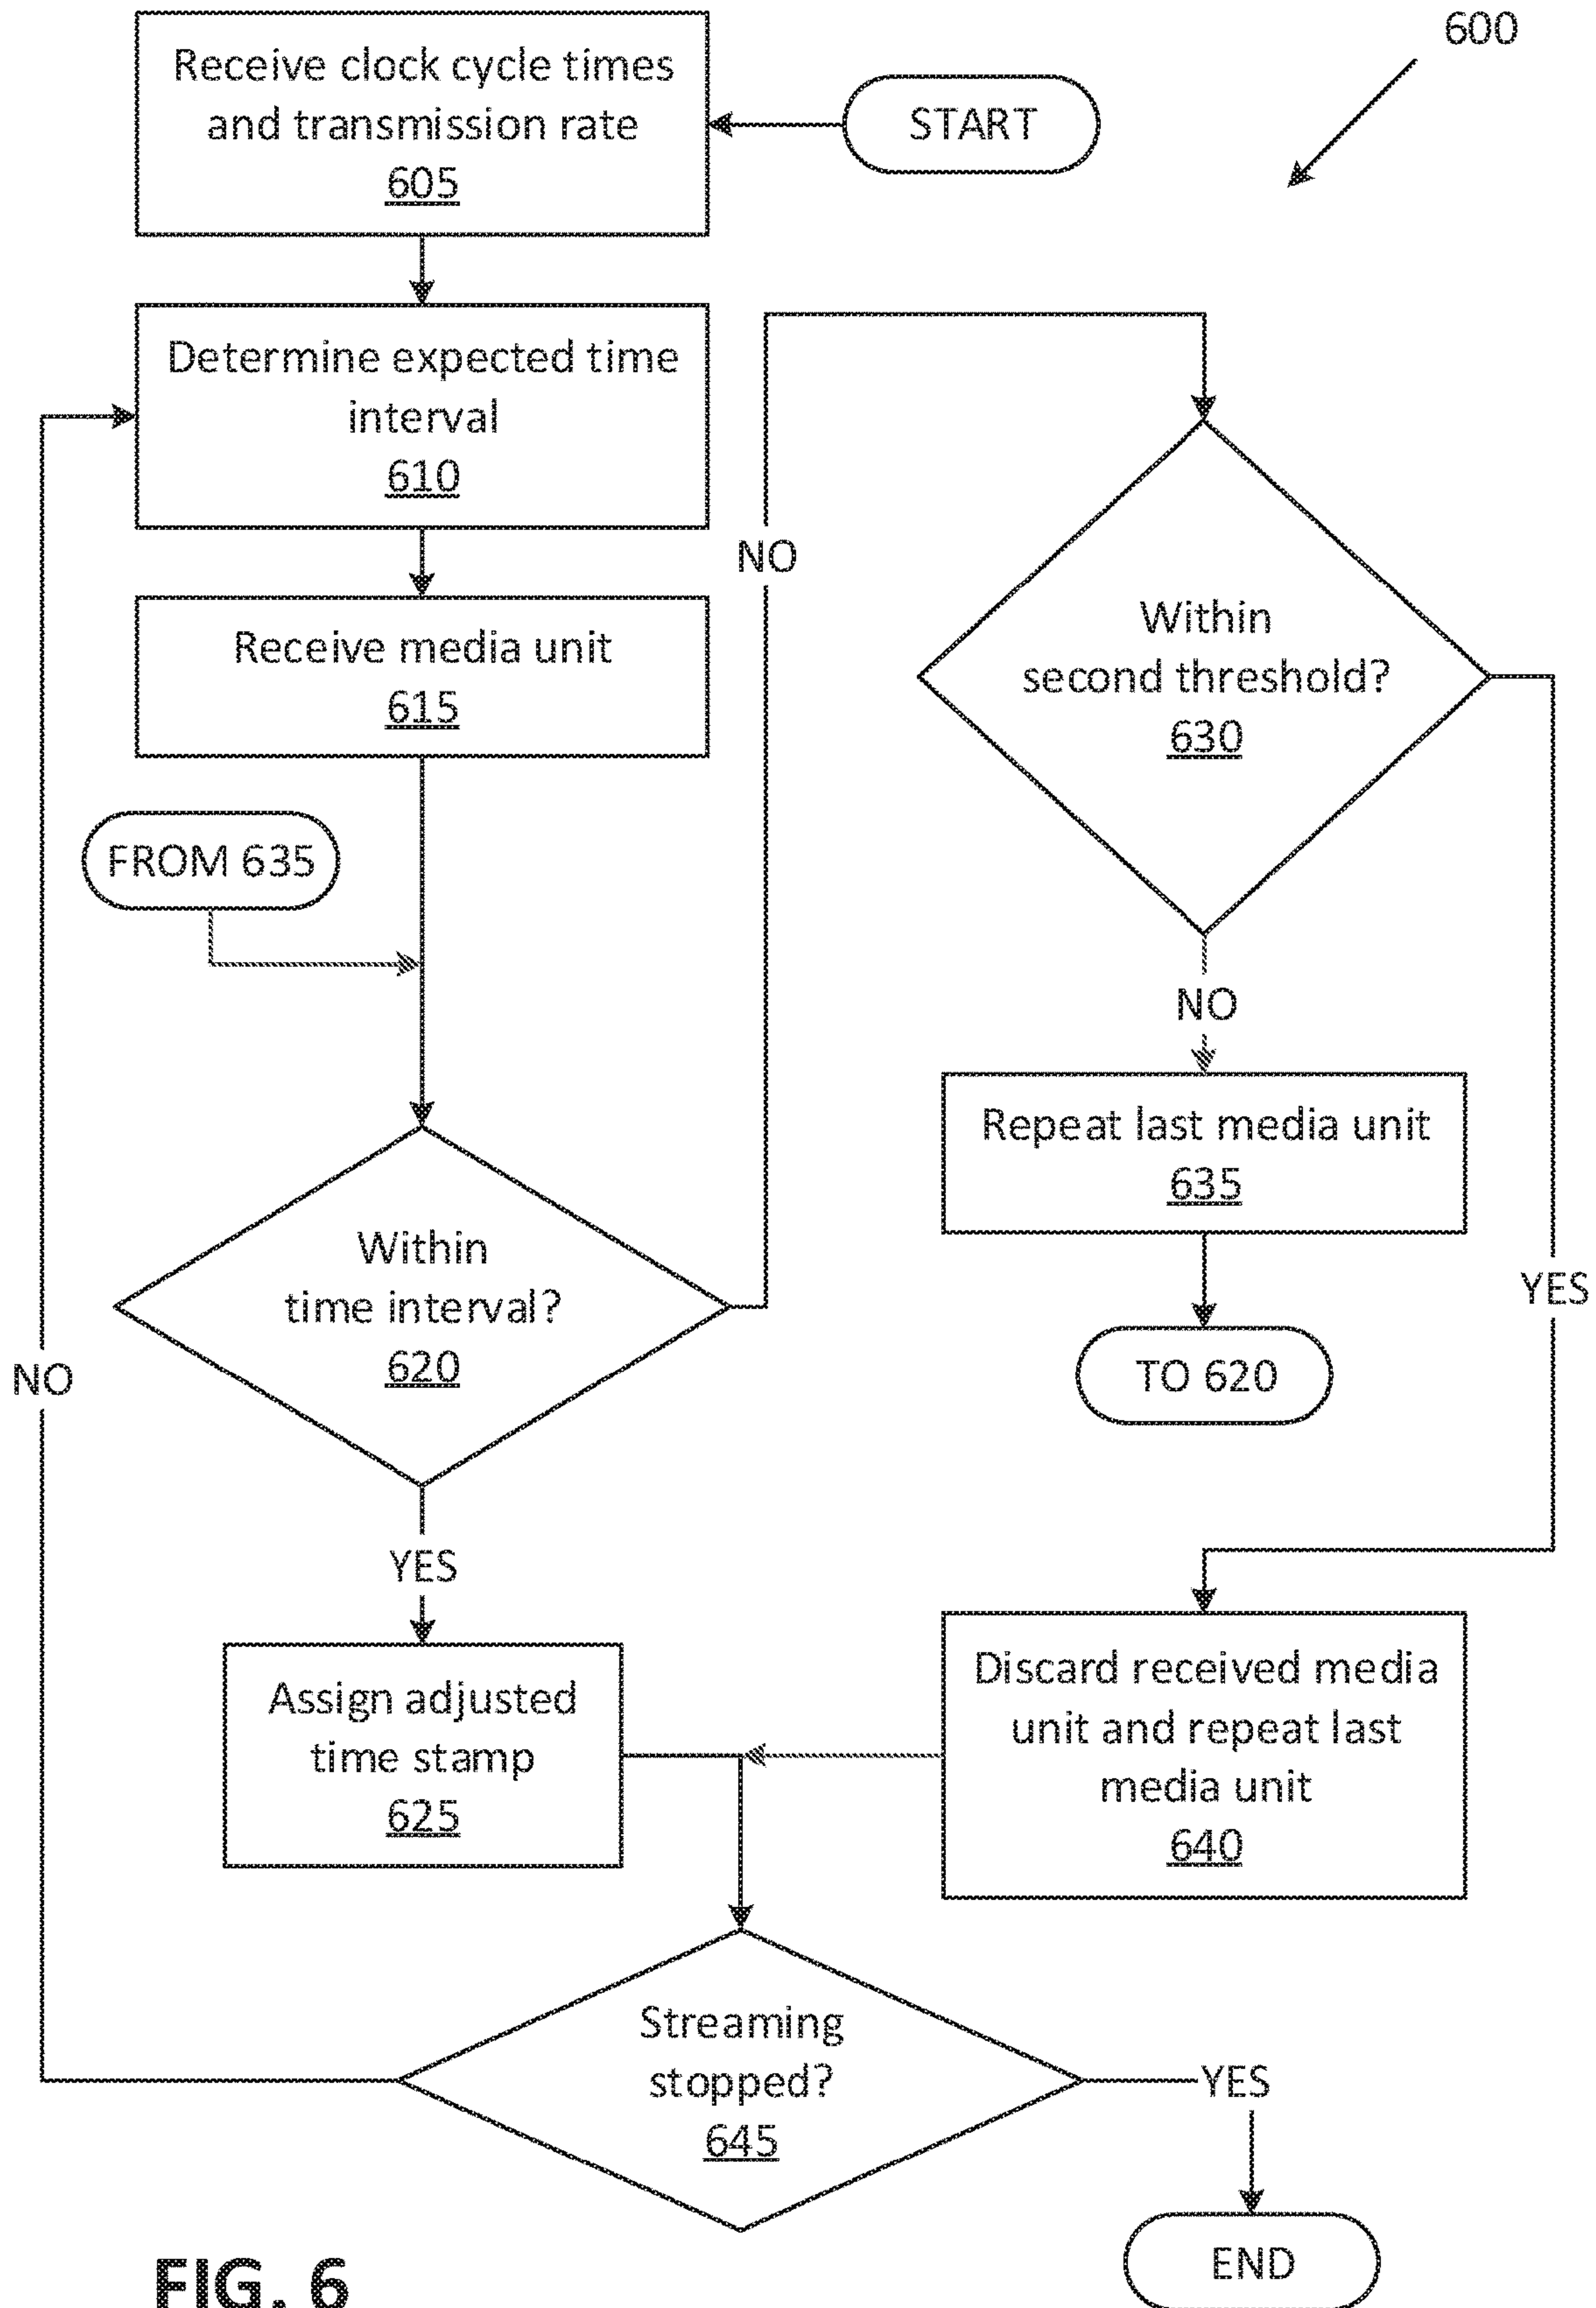 600
START
Receive clock cycle times
and transmission rate
605
Determine expected time
interval
610
Receive media unit
615
FROM 635
Within
time interval?
620
NO
YES
Assign adjusted
time stamp
625
Within
second threshold?
630
NO
Repeat last media unit
635
TO 620
YES
Discard received media
unit and repeat last
media unit
640
Streaming
stopped?
645
NO
YES
END
FIG. 6